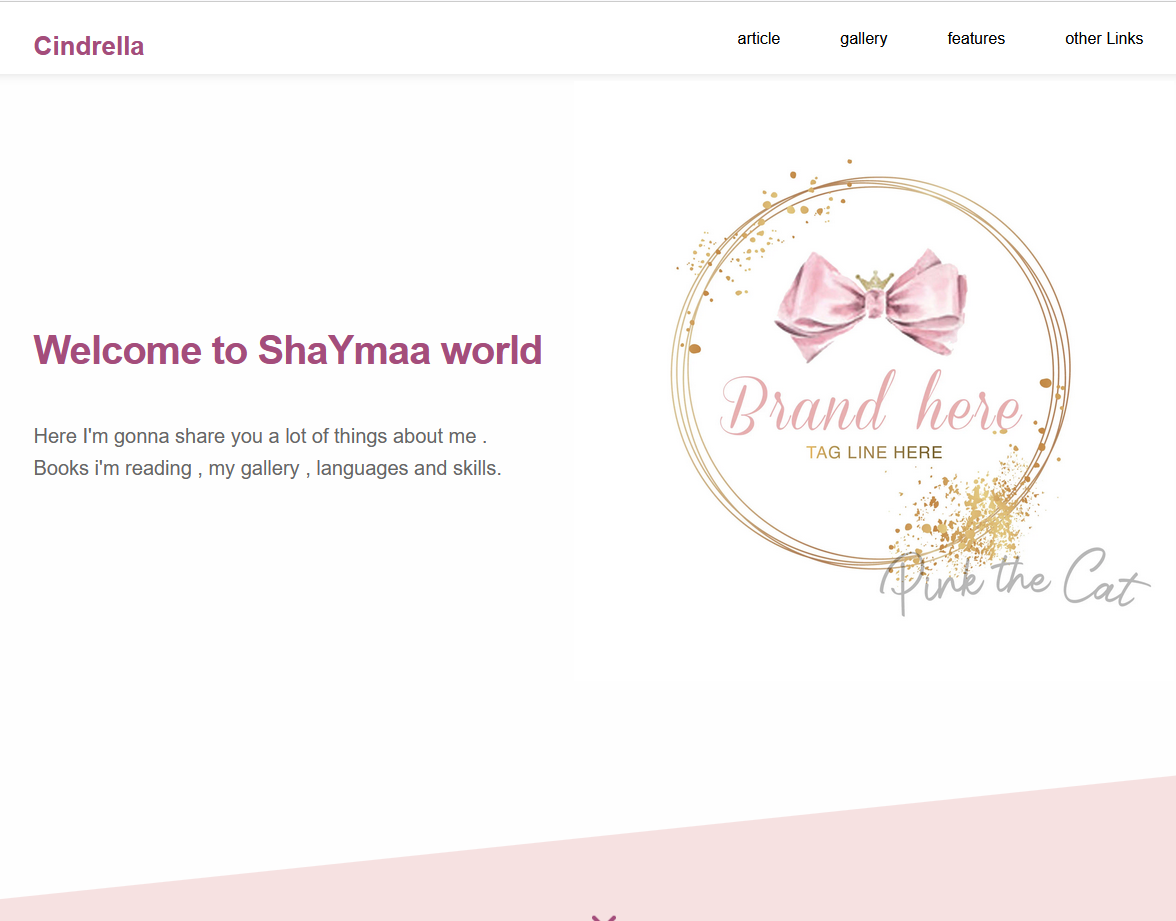 Cindrella
article gallery features other Links
Welcome to ShaYmaa world
Here I'm gonna share you a lot of things about me .
Books i'm reading , my gallery , languages and skills.
Brand here
TAG LINE HERE
Pink the Cat